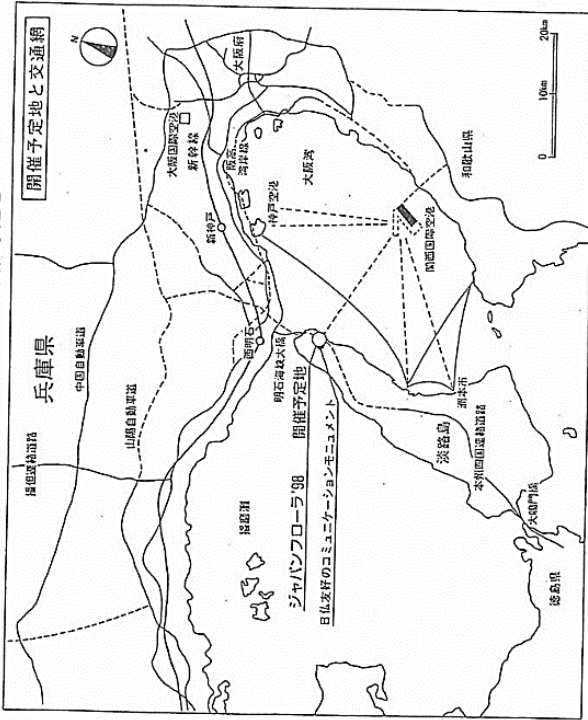 開催予定地と交通網
N
兵庫県
播但連絡道路
中国自動車道
山陽自動車道
大阪国際空港
新幹線
大阪府
新神戸
西明石
阪高
湾岸線
神戸空港
大阪湾
明石海峡大橋
播磨灘
ジャパンフローラ'98 開催予定地
日仏友好のコミュニケーションモニュメント
関西国際空港
和歌山県
洲本市
淡路島
本州四国連絡道路
大鳴門橋
徳島県
0 10km 20km